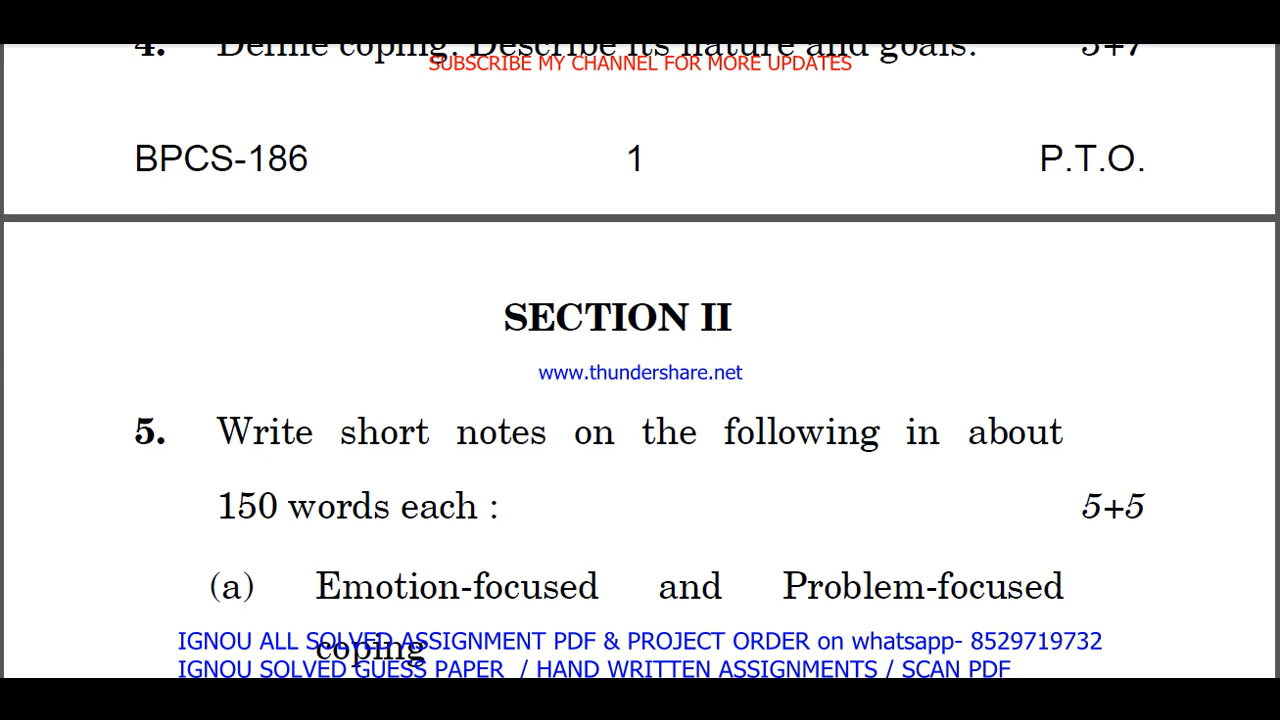 4. Define coping. Describe its nature and goals. 5+7
SUBSCRIBE MY CHANNEL FOR MORE UPDATES
BPCS-186 1 P.T.O.
SECTION II
www.thundershare.net
5. Write short notes on the following in about
150 words each : 5+5
(a) Emotion-focused and Problem-focused
coping
IGNOU ALL SOLVED ASSIGNMENT PDF & PROJECT ORDER on whatsapp- 8529719732
IGNOU SOLVED GUESS PAPER / HAND WRITTEN ASSIGNMENTS / SCAN PDF